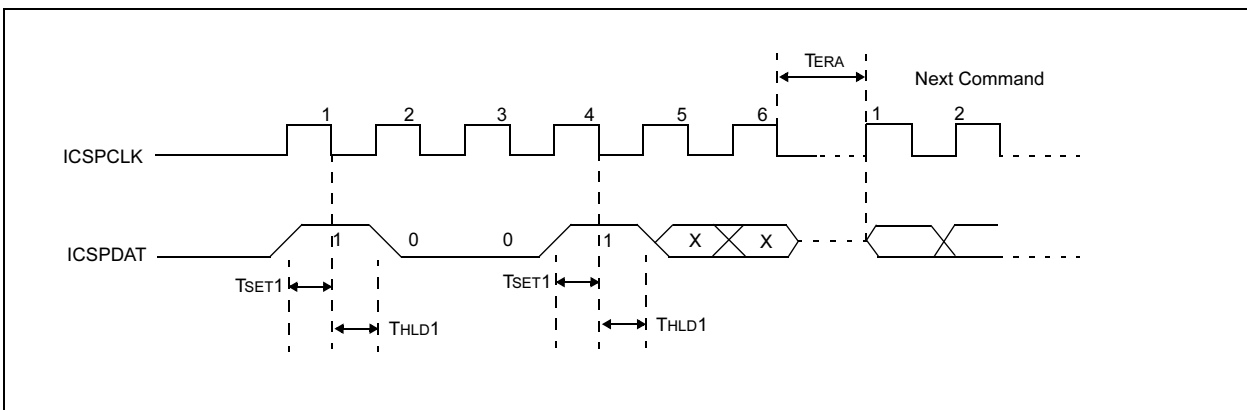 TERA
Next Command
1 2 3 4 5 6 1 2
ICSPCLK
ICSPDAT
1 0 0 1 X X
TSET1 TSET1
THLD1 THLD1